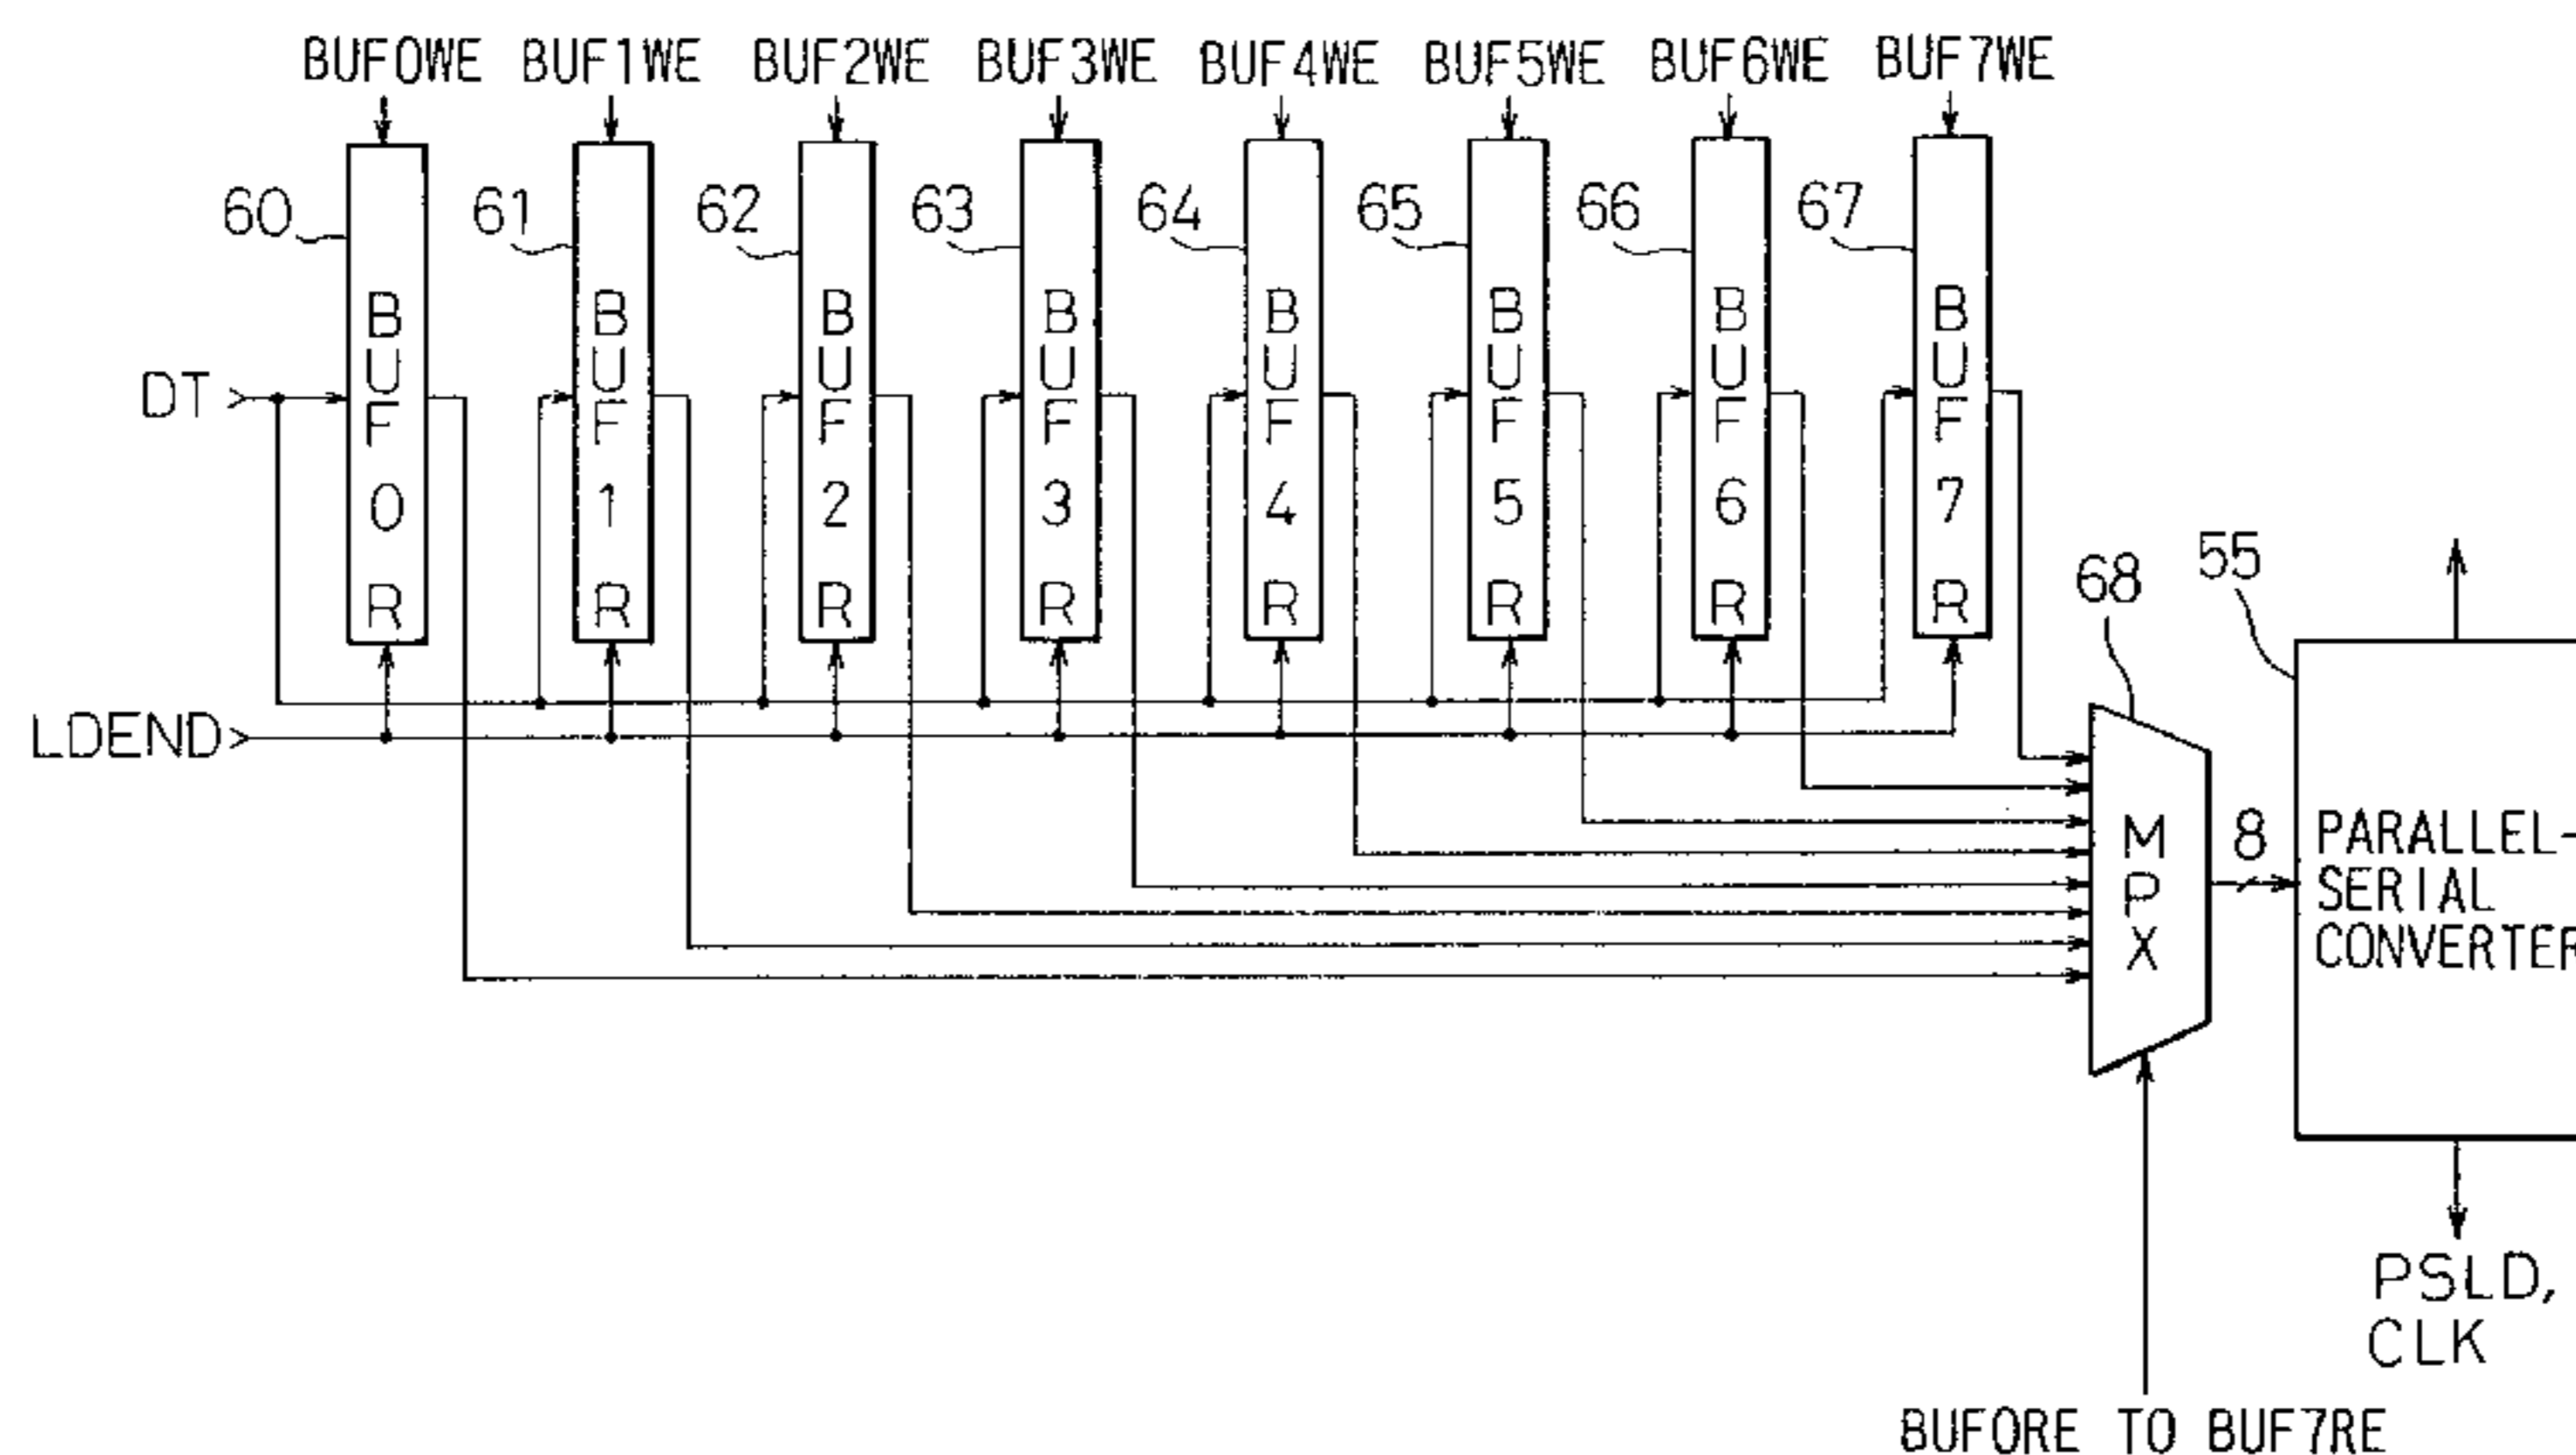 BUF0WE BUF1WE BUF2WE BUF3WE BUF4WE BUF5WE BUF6WE BUF7WE
60 61 62 63 64 65 66 67
BUF0 BUF1 BUF2 BUF3 BUF4 BUF5 BUF6 BUF7
DT
R R R R R R R R
LDEND
68 55
MPX
8
PARALLEL-
SERIAL
CONVERTER
PSLD,
CLK
BUF0RE TO BUF7RE